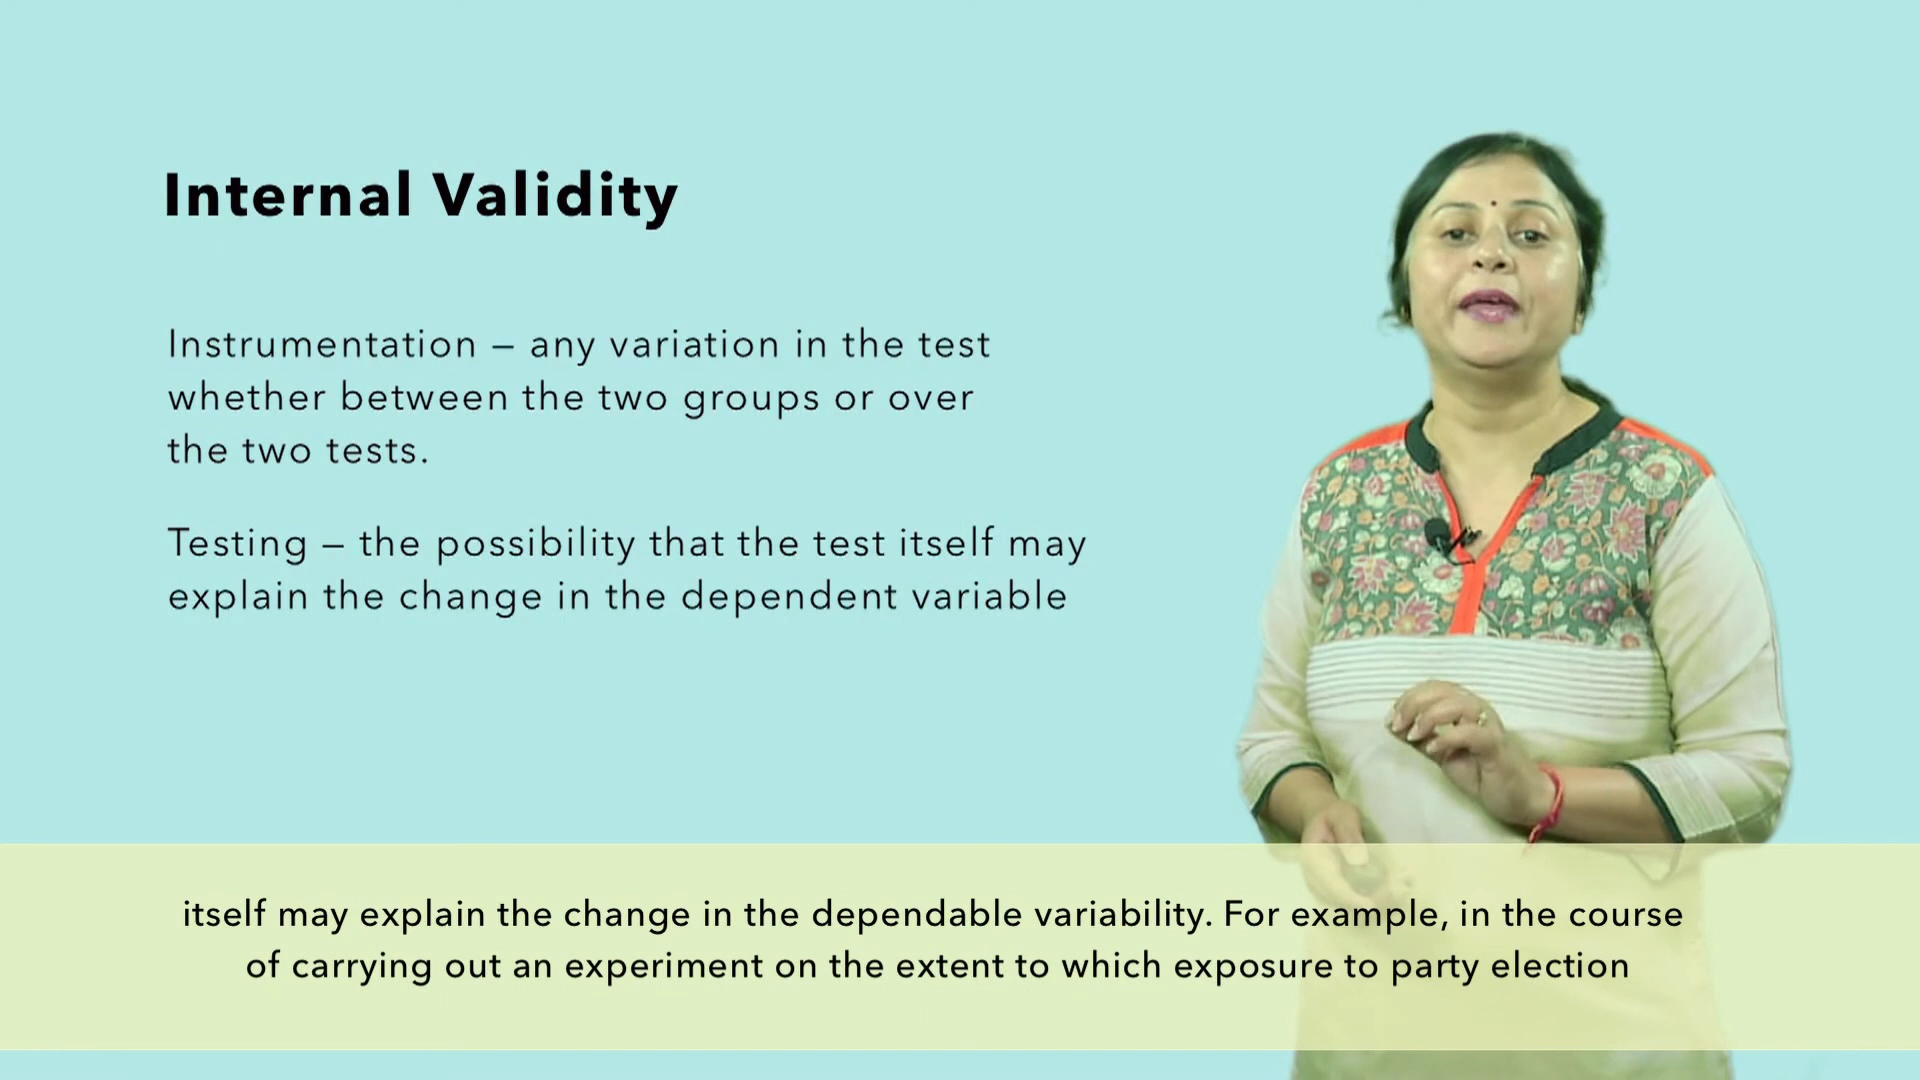 Internal Validity
Instrumentation – any variation in the test
whether between the two groups or over
the two tests.
Testing – the possibility that the test itself may
explain the change in the dependent variable
itself may explain the change in the dependable variability. For example, in the course
of carrying out an experiment on the extent to which exposure to party election